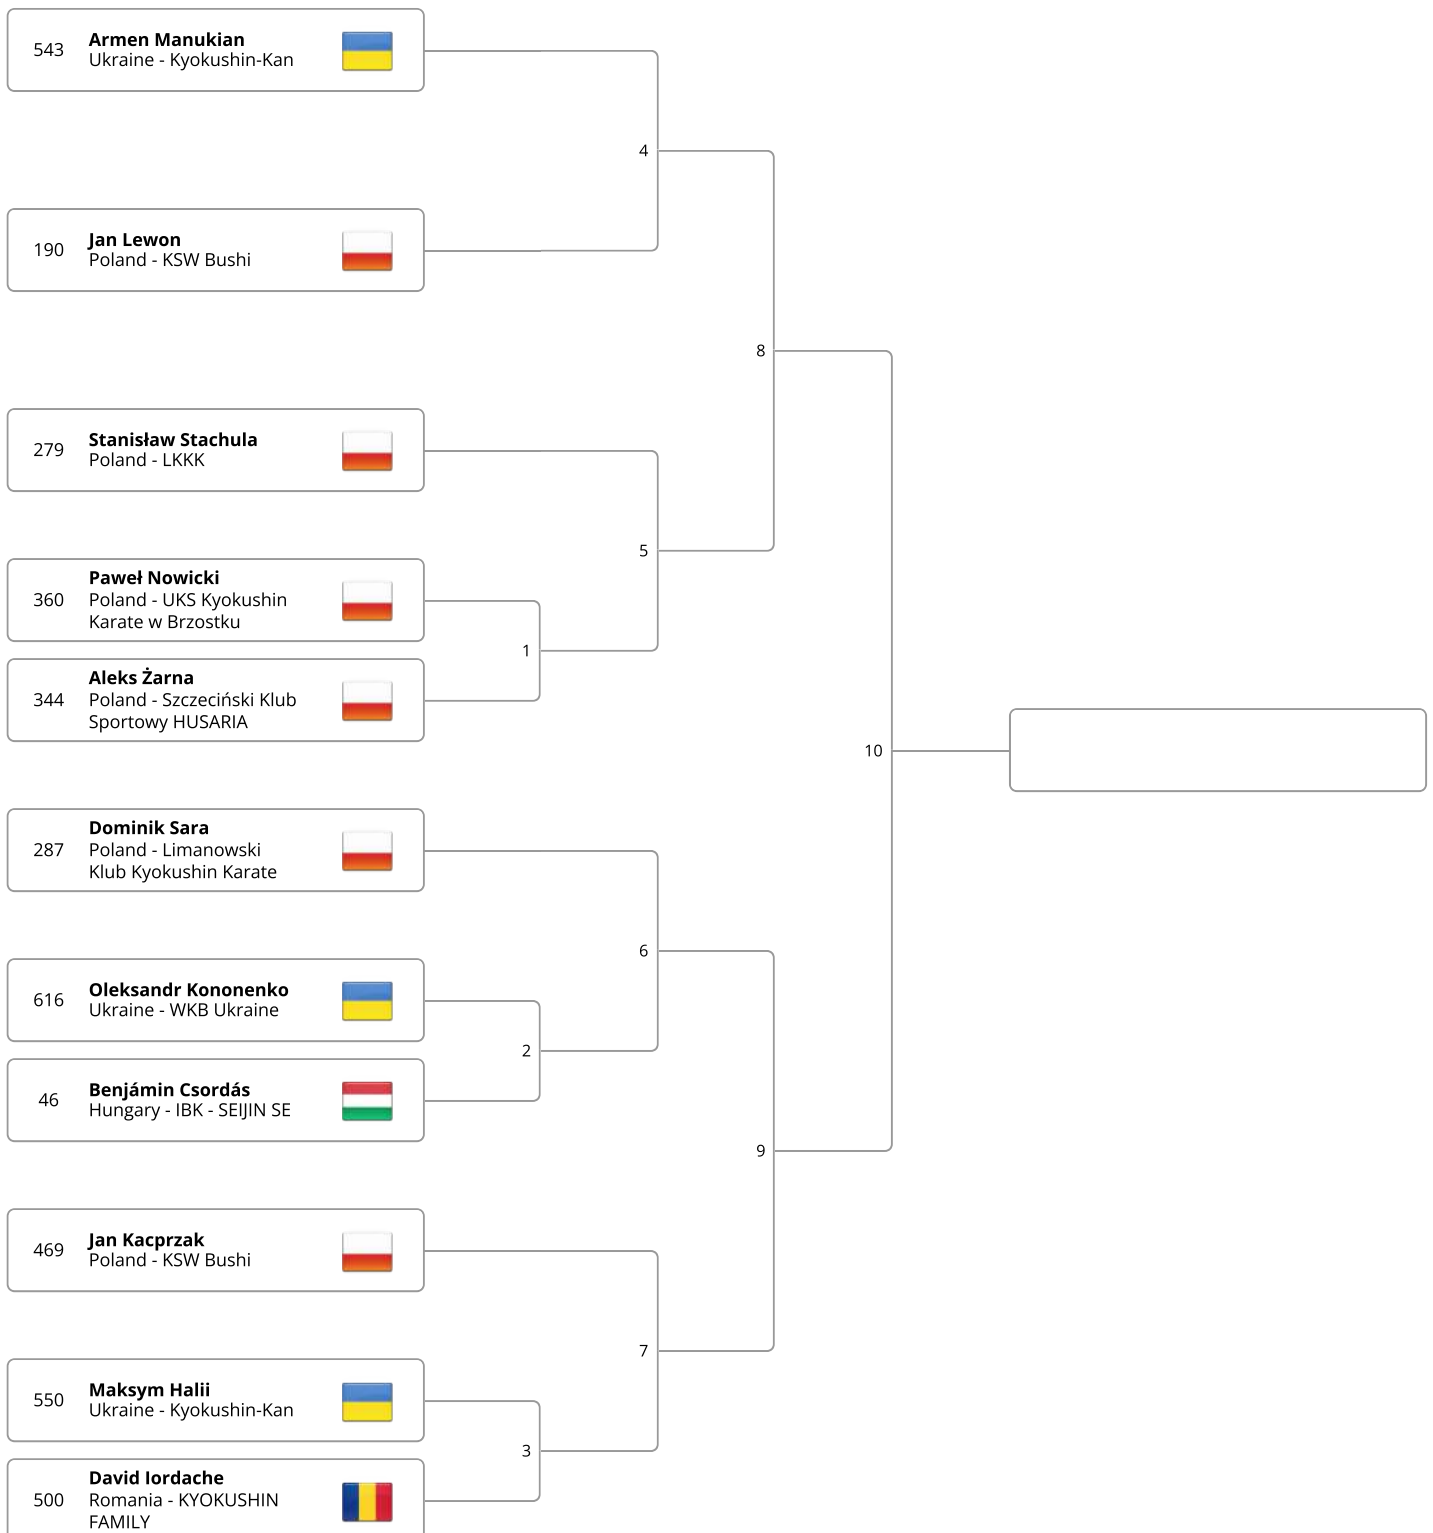 543
Armen Manukian
Ukraine - Kyokushin-Kan
4
190
Jan Lewon
Poland - KSW Bushi
8
279
Stanisław Stachula
Poland - LKKK
5
360
Paweł Nowicki
Poland - UKS Kyokushin
Karate w Brzostku
1
344
Aleks Żarna
Poland - Szczeciński Klub
Sportowy HUSARIA
10
287
Dominik Sara
Poland - Limanowski
Klub Kyokushin Karate
6
616
Oleksandr Kononenko
Ukraine - WKB Ukraine
2
46
Benjámin Csordás
Hungary - IBK - SEIJIN SE
9
469
Jan Kacprzak
Poland - KSW Bushi
7
550
Maksym Halii
Ukraine - Kyokushin-Kan
3
500
David Iordache
Romania - KYOKUSHIN
FAMILY